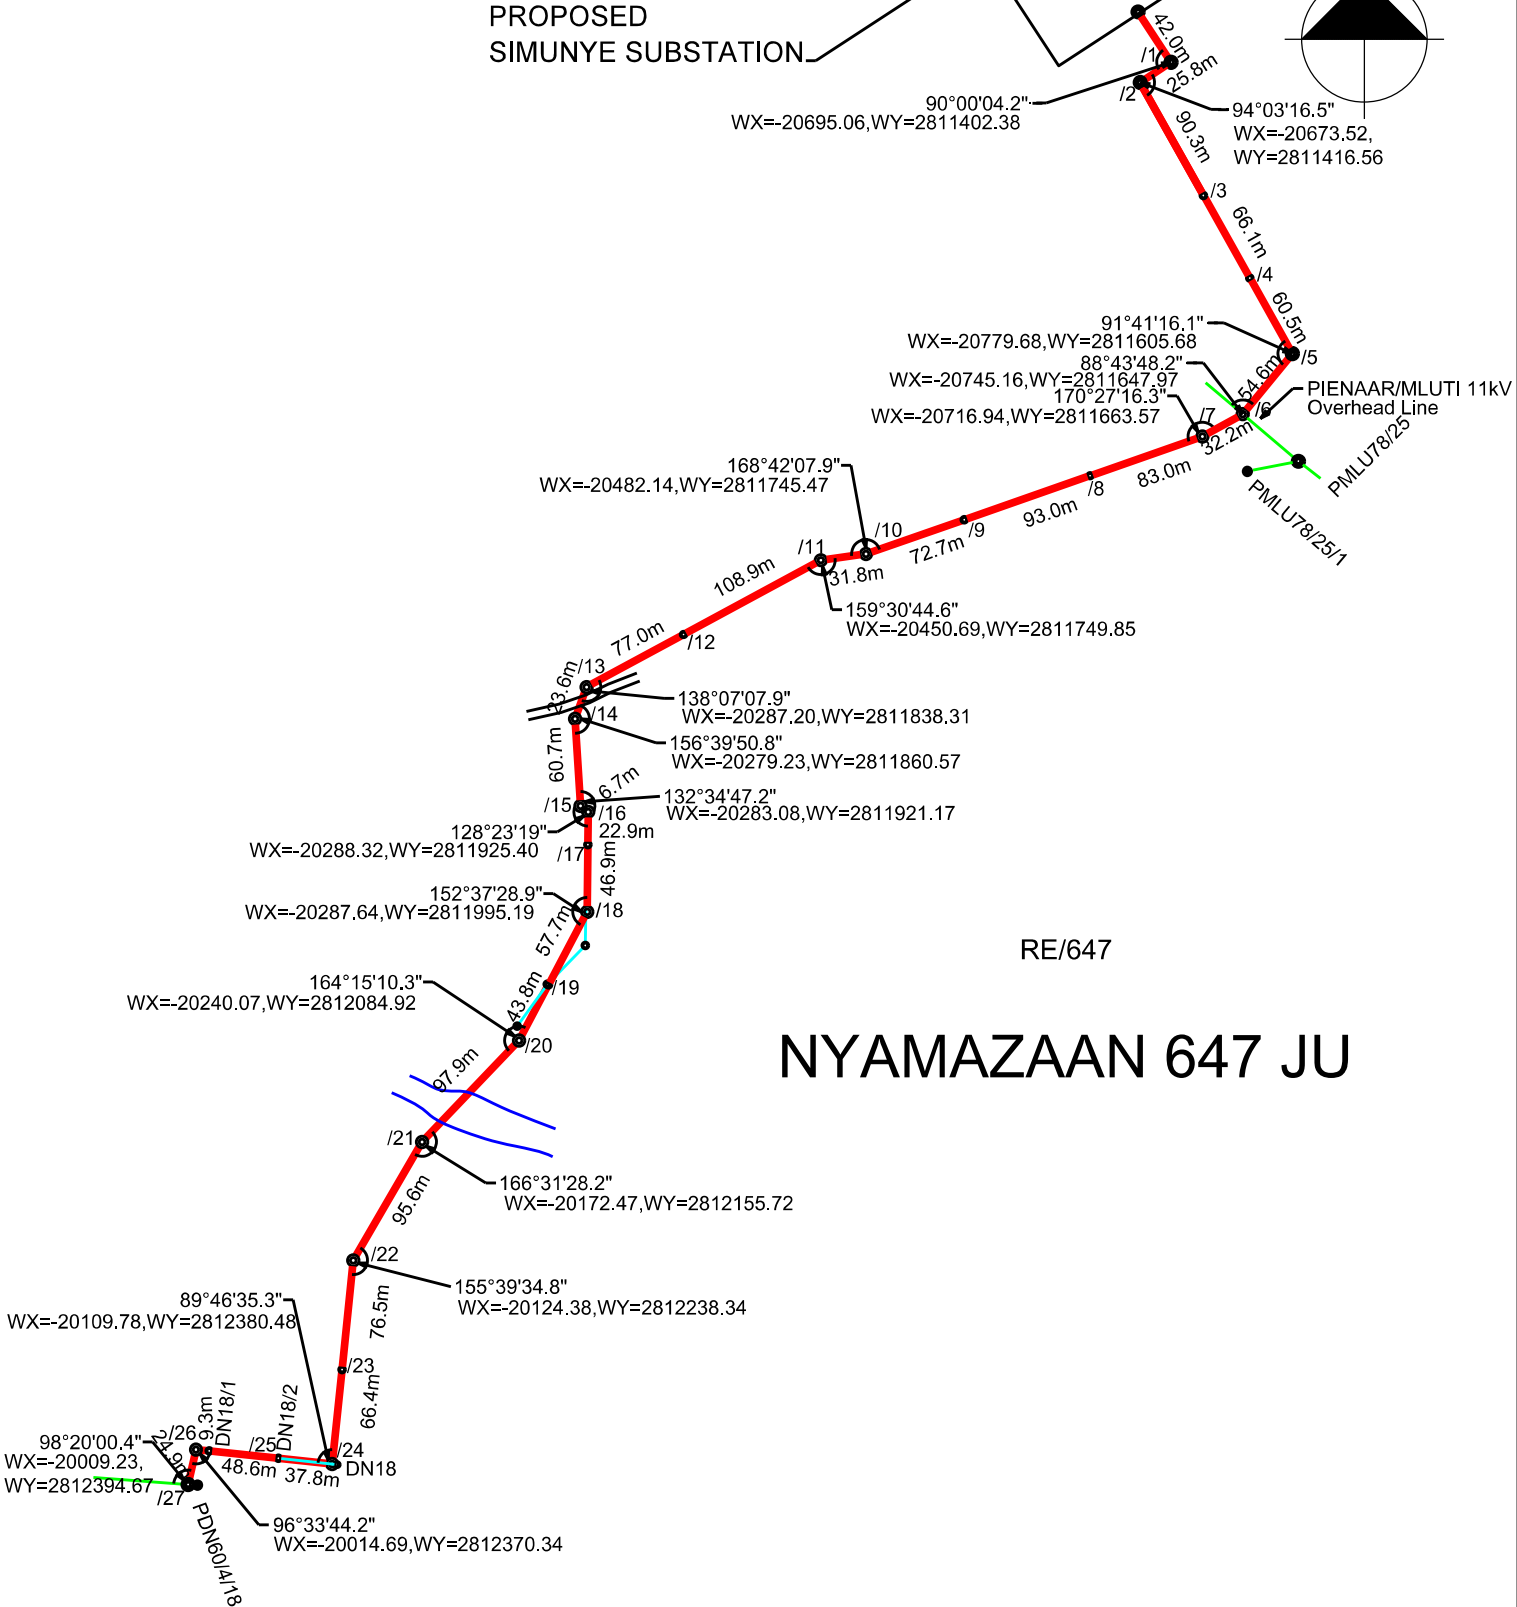 PROPOSED
SIMUNYE SUBSTATION
42.0m
/1
25.8m
/2
90°00'04.2"
WX=-20695.06,WY=2811402.38
94°03'16.5"
WX=-20673.52,
WY=2811416.56
90.3m
/3
66.1m
/4
60.5m
91°41'16.1"
WX=-20779.68,WY=2811605.68
/5
88°43'48.2"
WX=-20745.16,WY=2811647.97
54.6m
170°27'16.3"
WX=-20716.94,WY=2811663.57
/6
/7
PIENAAR/MLUTI 11kV
Overhead Line
32.2m
PMLU78/25
PMLU78/25/1
83.0m
/8
168°42'07.9"
WX=-20482.14,WY=2811745.47
93.0m
/9
72.7m
/10
/11
31.8m
108.9m
159°30'44.6"
WX=-20450.69,WY=2811749.85
77.0m
/12
/13
23.6m
138°07'07.9"
WX=-20287.20,WY=2811838.31
/14
156°39'50.8"
WX=-20279.23,WY=2811860.57
60.7m
6.7m
/15
/16
132°34'47.2"
WX=-20283.08,WY=2811921.17
128°23'19"
WX=-20288.32,WY=2811925.40
22.9m
/17
46.9m
152°37'28.9"
WX=-20287.64,WY=2811995.19
/18
57.7m
RE/647
164°15'10.3"
WX=-20240.07,WY=2812084.92
43.8m
/19
/20
NYAMAZAAN 647 JU
97.9m
/21
166°31'28.2"
WX=-20172.47,WY=2812155.72
95.6m
/22
155°39'34.8"
WX=-20124.38,WY=2812238.34
89°46'35.3"
WX=-20109.78,WY=2812380.48
76.5m
/23
66.4m
DN18/1
DN18/2
9.3m
/26
/25
/24
98°20'00.4"
WX=-20009.23,
WY=2812394.67
24.9m
48.6m
37.8m
DN18
/27
PDN60/4/18
96°33'44.2"
WX=-20014.69,WY=2812370.34